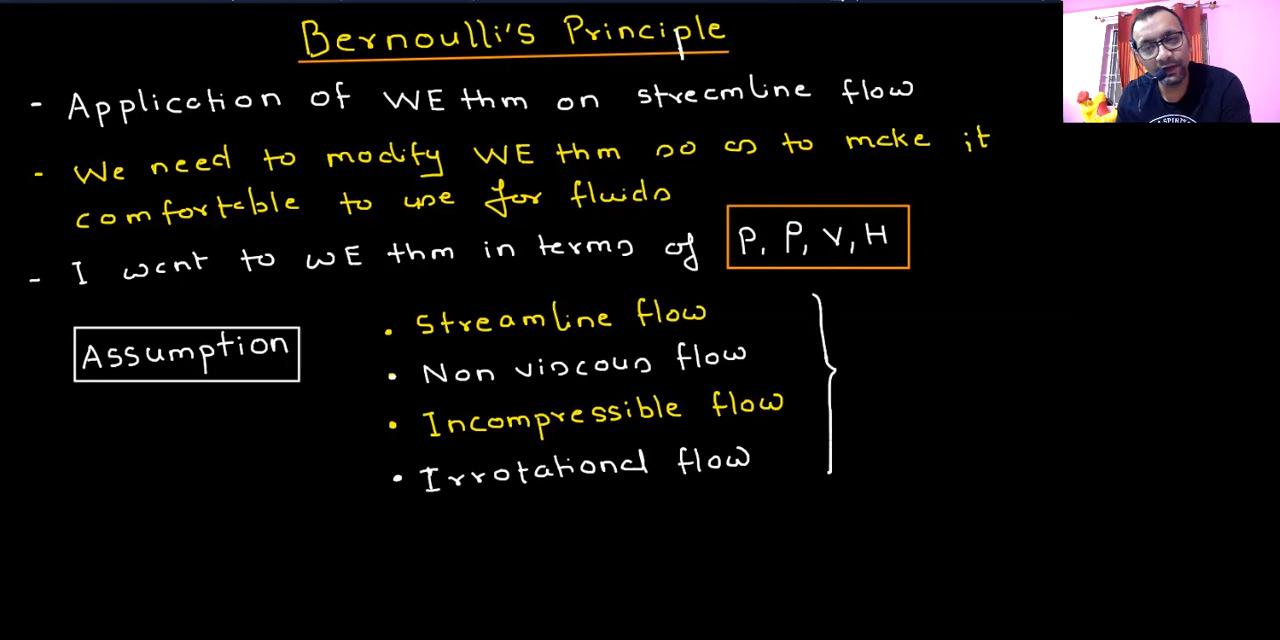 Bernoulli's Principle
- Application of WE thm on streamline flow
- We need to modify WE thm so as to make it
comfortable to use for fluids
- I want to WE thm in terms of P, ρ, V, H
Assumption
• Streamline flow
• Non viscous flow
• Incompressible flow
• Irrotational flow